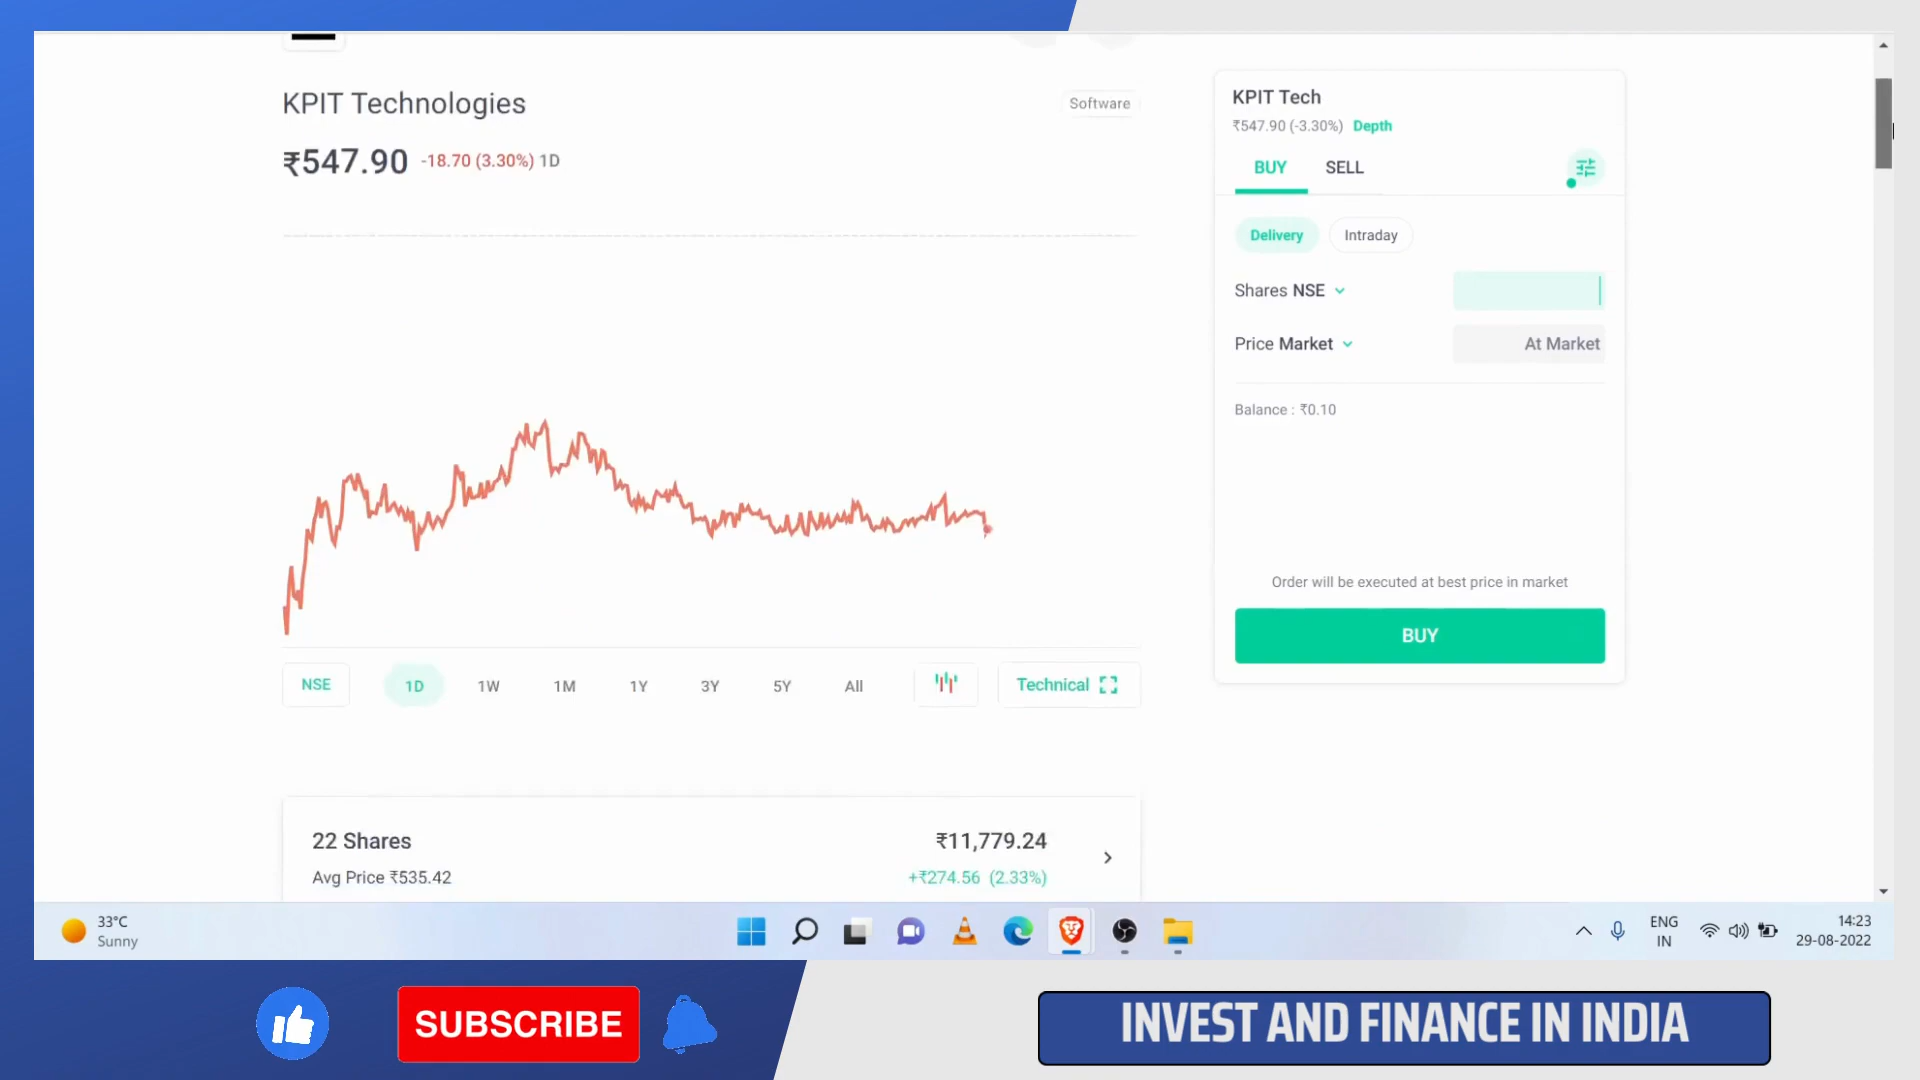 KPIT Technologies
Software
₹547.90 -18.70 (3.30%) 1D
KPIT Tech
₹547.90 (-3.30%) Depth
BUY SELL
Delivery Intraday
Shares NSE
Price Market At Market
Balance : ₹0.10
Order will be executed at best price in market
BUY
NSE 1D 1W 1M 1Y 3Y 5Y All Technical
22 Shares ₹11,779.24
Avg Price ₹535.42 +₹274.56 (2.33%)
33°C
Sunny
ENG
IN
14:23
29-08-2022
SUBSCRIBE
INVEST AND FINANCE IN INDIA